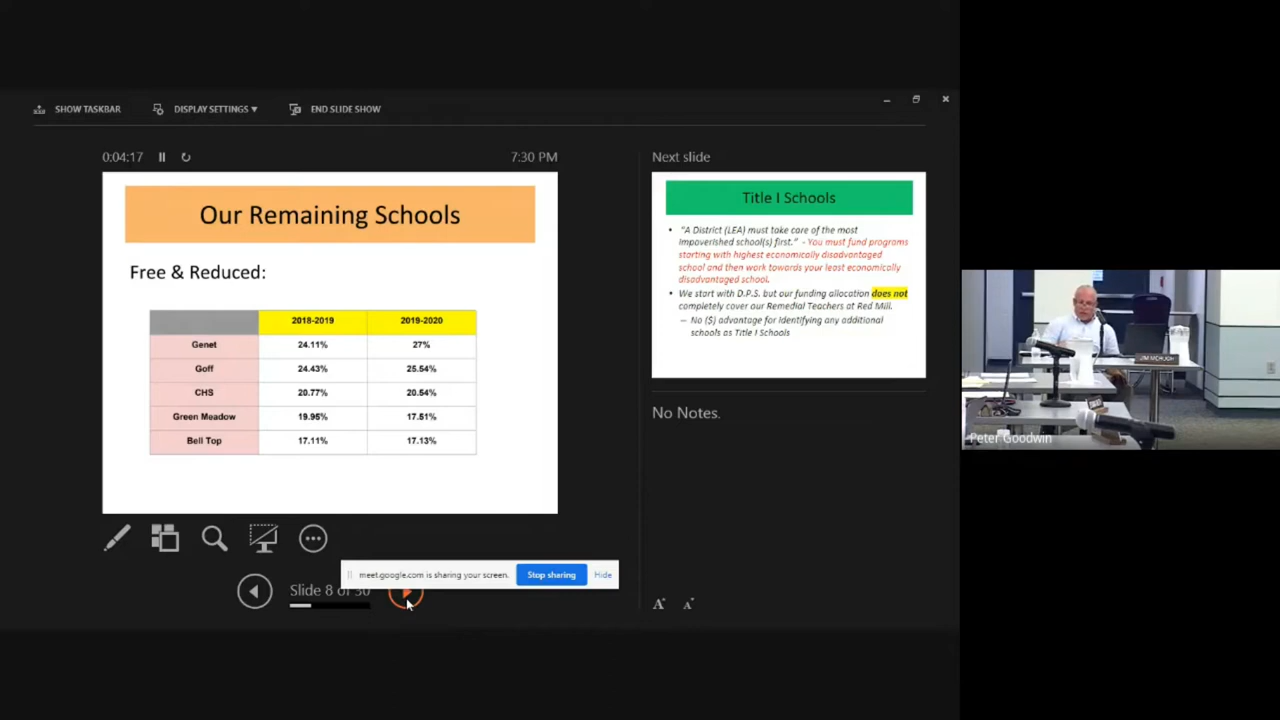 SHOW TASKBAR
DISPLAY SETTINGS ▾
END SLIDE SHOW
0:04:17
7:30 PM
Our Remaining Schools
Free & Reduced:
2018-2019 2019-2020
Genet 24.11% 27%
Goff 24.43% 25.54%
CHS 20.77% 20.54%
Green Meadow 19.95% 17.51%
Bell Top 17.11% 17.13%
meet.google.com is sharing your screen.
Stop sharing
Hide
Slide 8 of 30
Next slide
Title I Schools
• "A District (LEA) must take care of the most
impoverished school(s) first." - You must fund programs
starting with highest economically disadvantaged
school and then work towards your least economically
disadvantaged school.
• We start with D.P.S. but our funding allocation does not
completely cover our Remedial Teachers at Red Mill.
– No ($) advantage for identifying any additional
schools as Title I Schools
No Notes.
A A
JIM MCHUGH
Peter Goodwin